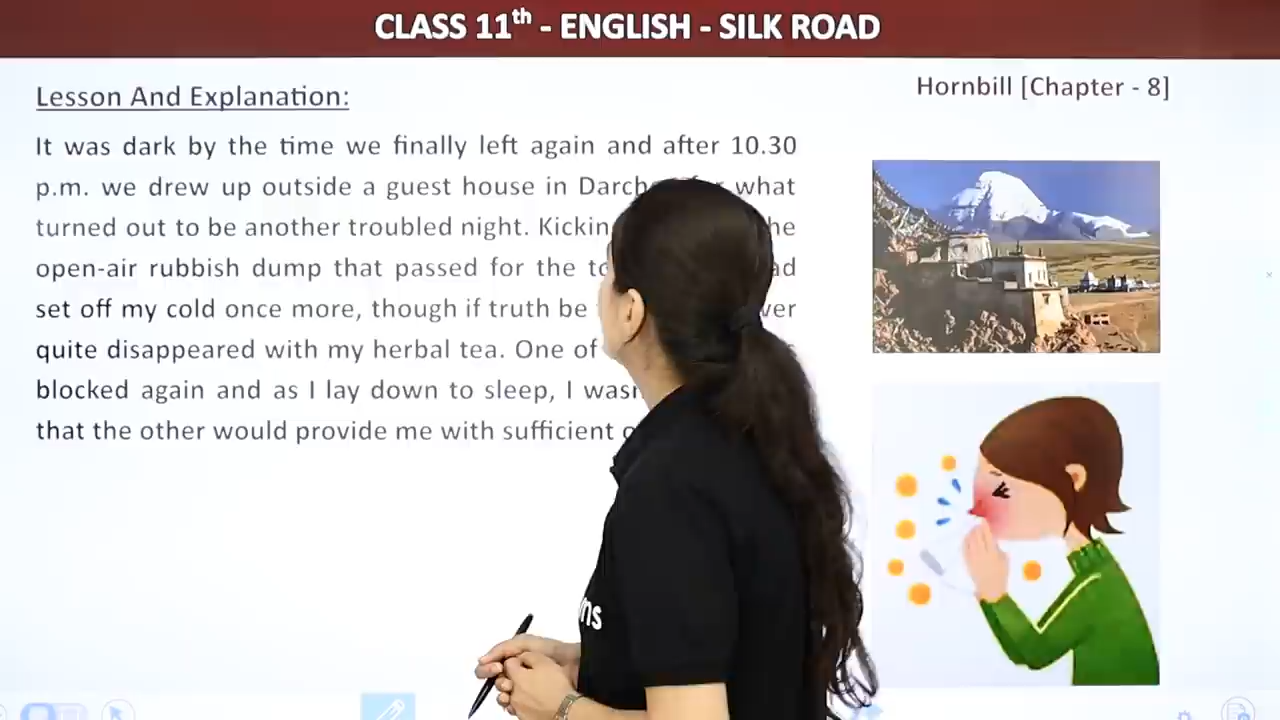 CLASS 11th - ENGLISH - SILK ROAD
Lesson And Explanation:
Hornbill [Chapter - 8]
It was dark by the time we finally left again and after 10.30
p.m. we drew up outside a guest house in what
turned out to be another troubled night.
open-air rubbish dump that passed for the
set off my cold once more, though if truth be
quite disappeared with my herbal tea. One of
blocked again and as I lay down to sleep, I
that the other would provide me with sufficient